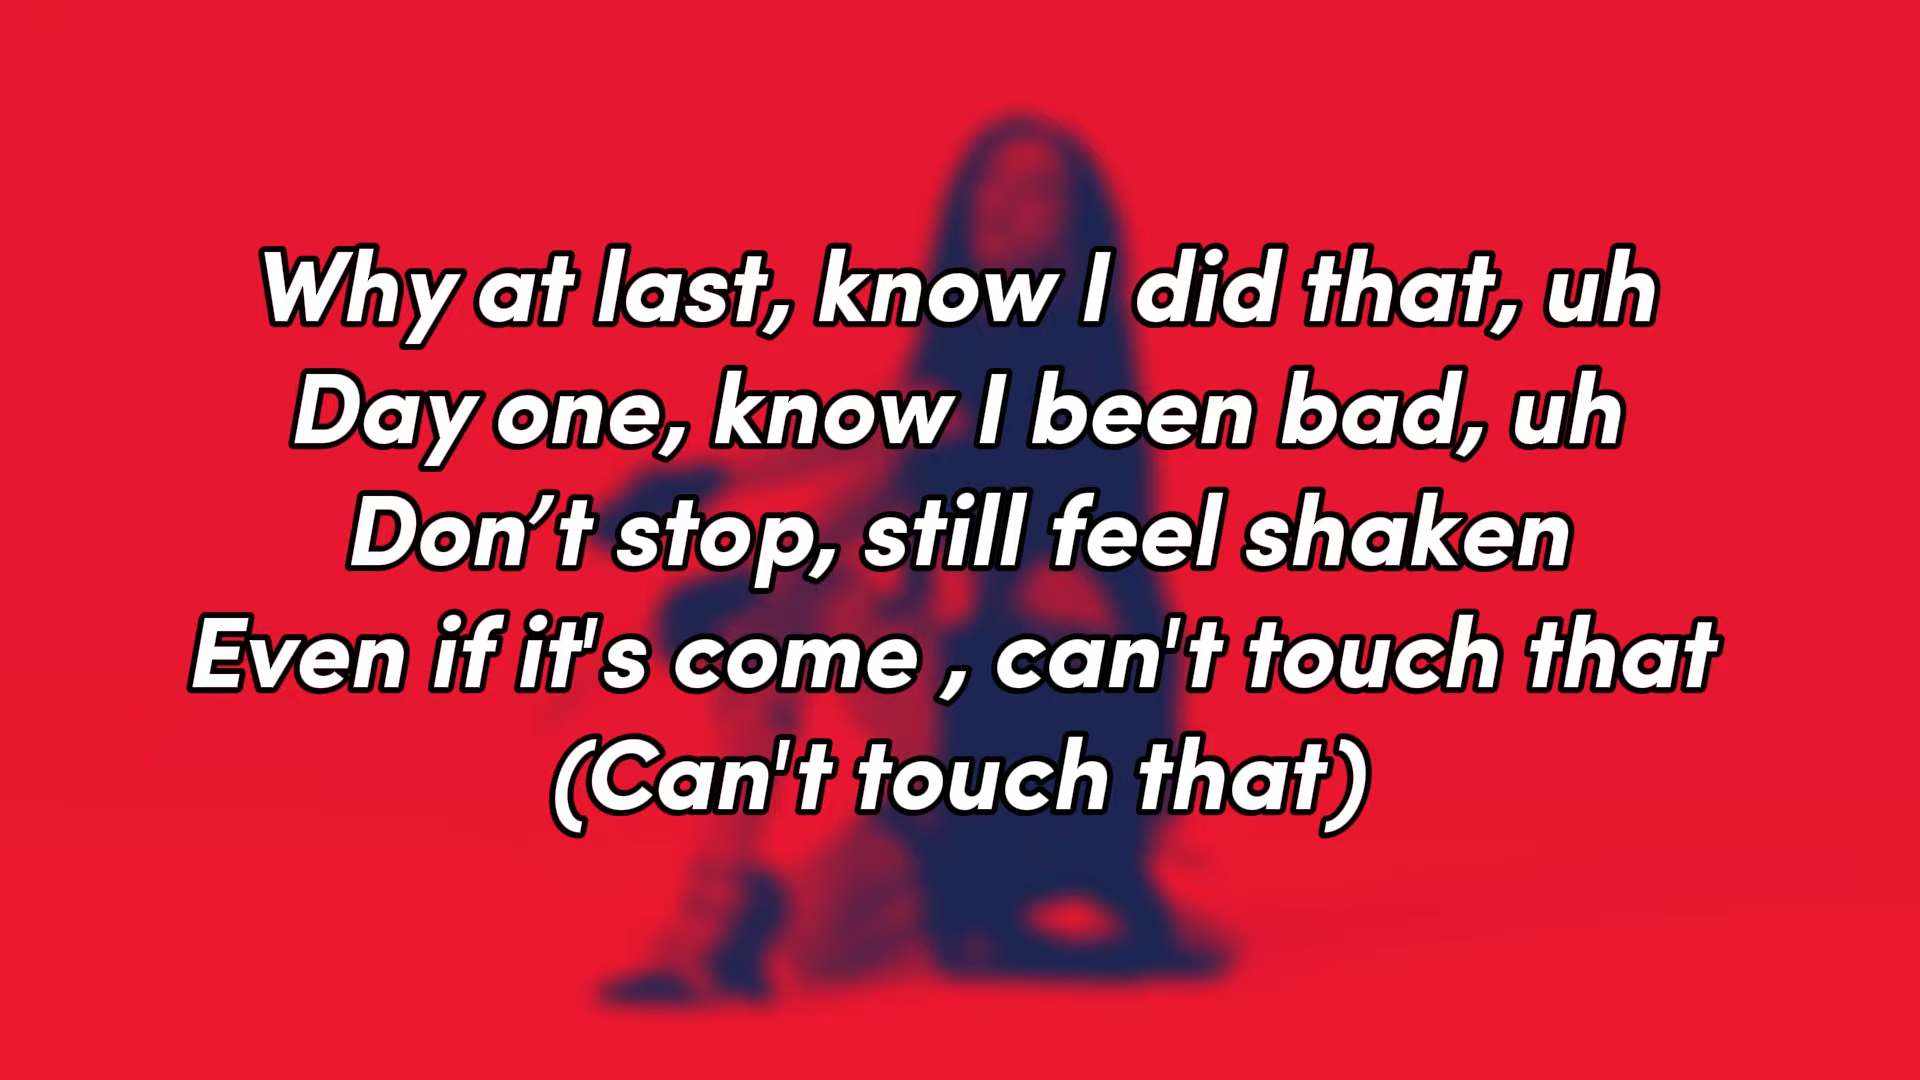 Why at last, know I did that, uh
Day one, know I been bad, uh
Don’t stop, still feel shaken
Even if it's come , can't touch that
(Can't touch that)